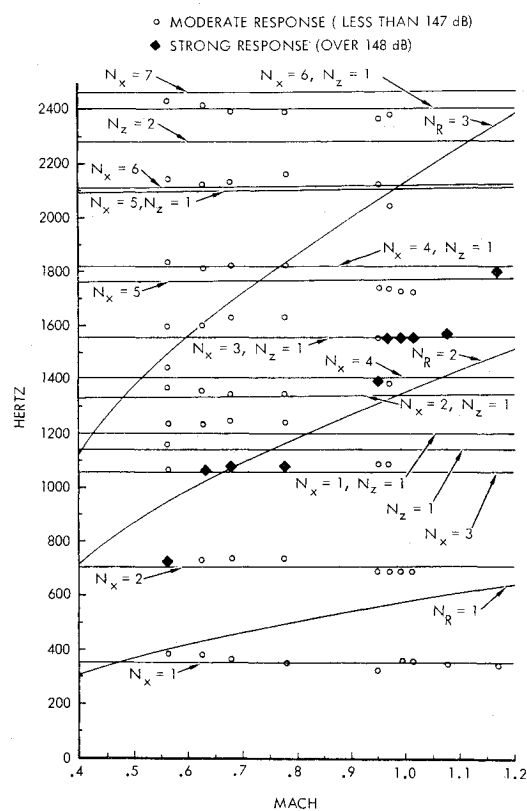 ○ MODERATE RESPONSE ( LESS THAN 147 dB)
◆ STRONG RESPONSE (OVER 148 dB)
N_x = 7
N_x = 6, N_z = 1
2400
N_R = 3
N_z = 2
2200
N_x = 6
N_x = 5,N_z = 1
2000
N_x = 4, N_z = 1
1800
N_x = 5
1600
N_x = 3, N_z = 1
N_R = 2
N_x = 4
1400
N_x = 2, N_z = 1
HERTZ
1200
N_x = 1, N_z = 1
N_z = 1
1000
N_x = 3
800
N_x = 2
600
N_R = 1
400
N_x = 1
200
0
.4 .5 .6 .7 .8 .9 1.0 1.1 1.2
MACH